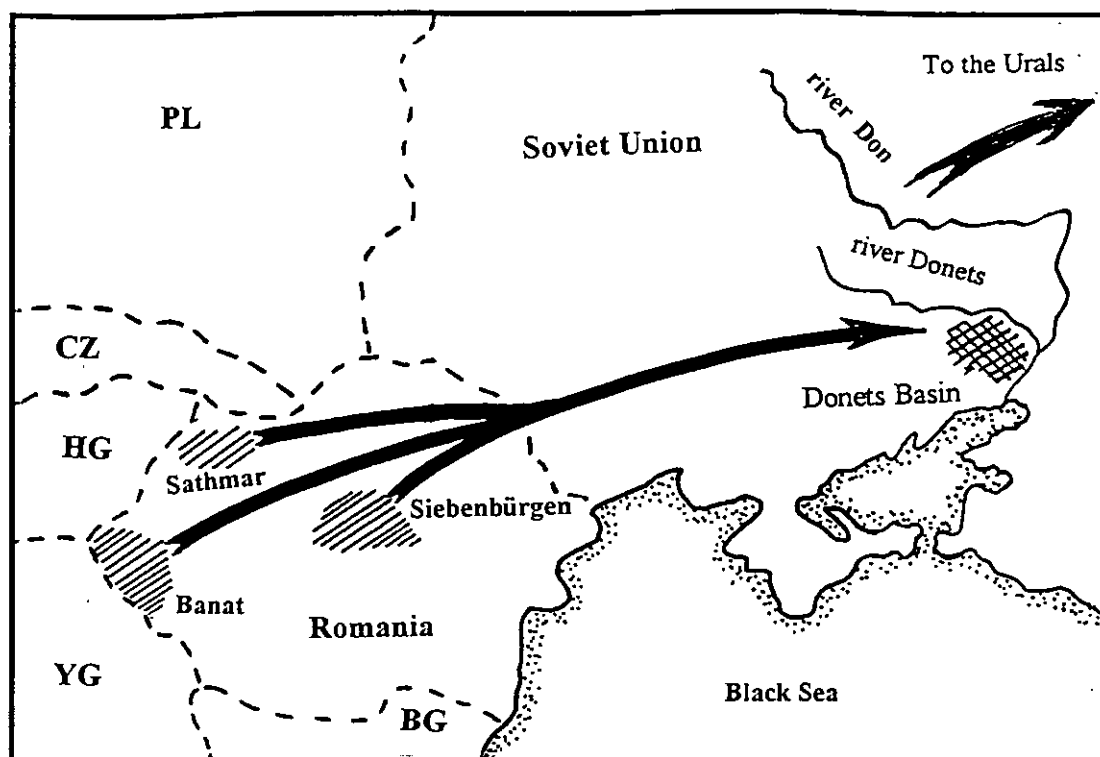 To the Urals
river Don
PL
Soviet Union
river Donets
CZ
Donets Basin
HG
Sathmar
Siebenbürgen
Banat
Romania
YG
Black Sea
BG